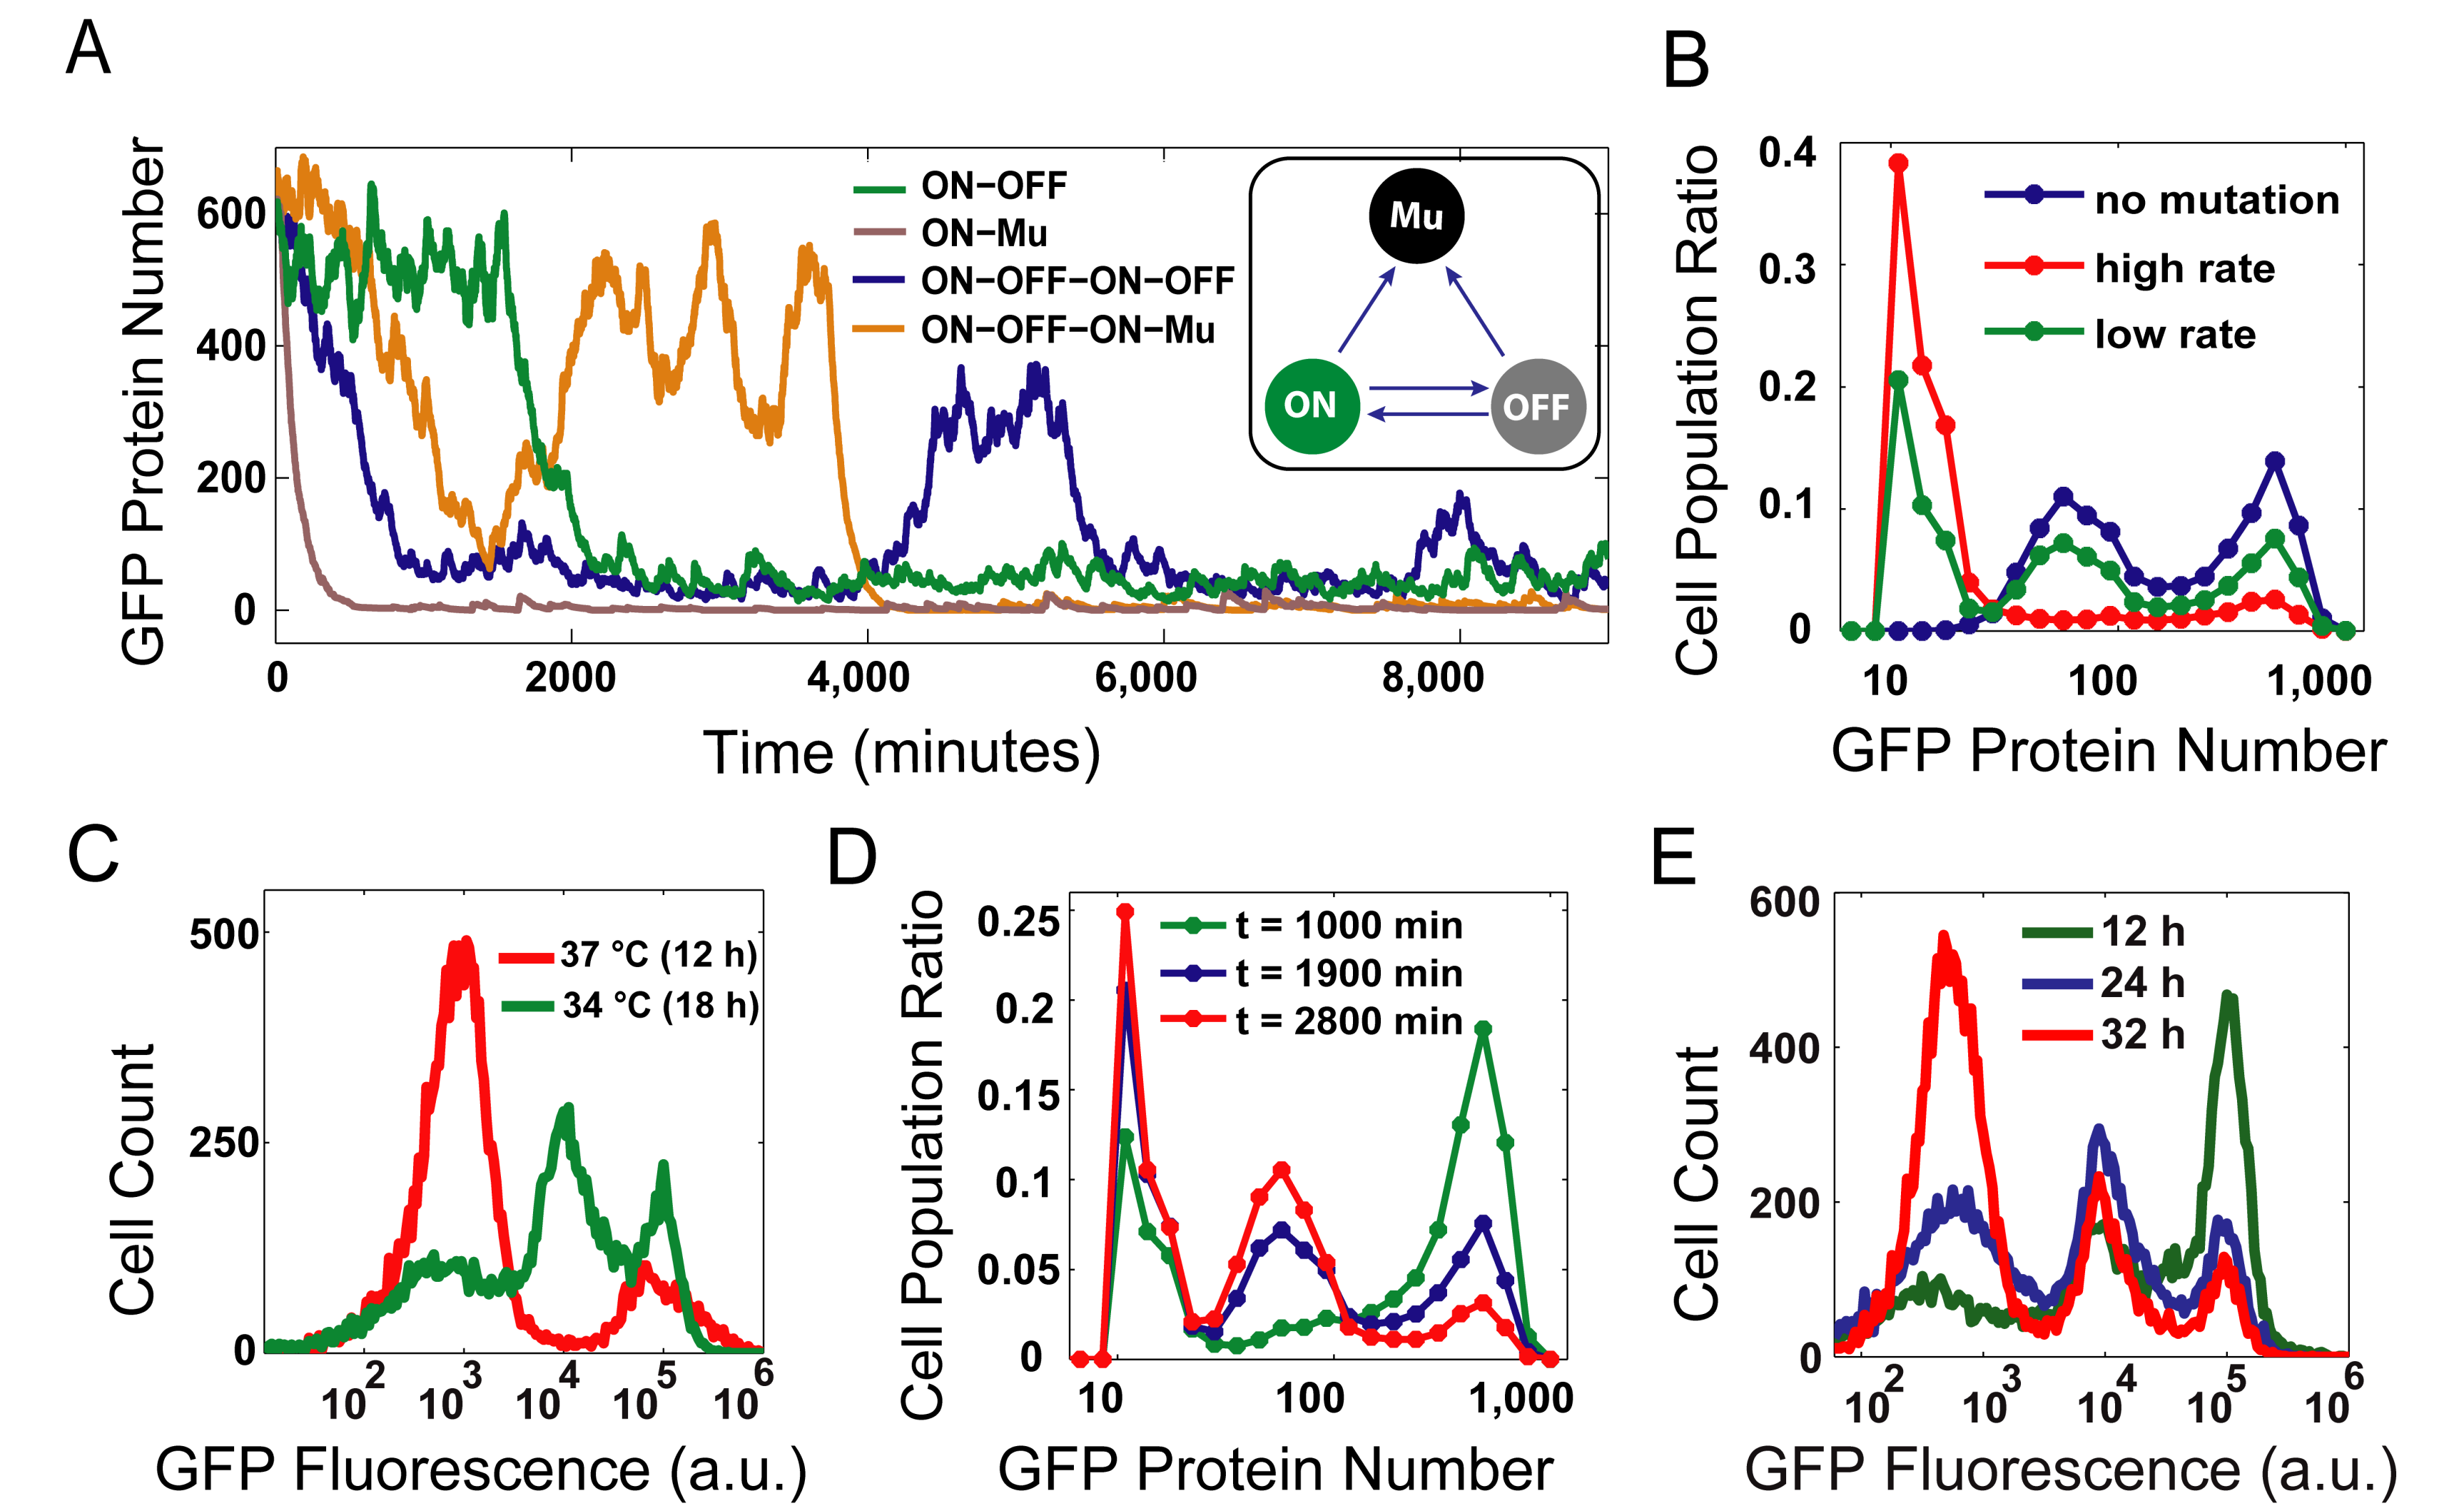 A
GFP Protein Number
600
400
200
0
0 2000 4,000 6,000 8,000
Time (minutes)
ON–OFF
ON–Mu
ON–OFF–ON–OFF
ON–OFF–ON–Mu
Mu
ON OFF
B
Cell Population Ratio
0.4
0.3
0.2
0.1
0
10 100 1,000
GFP Protein Number
no mutation
high rate
low rate
C
Cell Count
500
250
0
10^2 10^3 10^4 10^5 10^6
GFP Fluorescence (a.u.)
37 °C (12 h)
34 °C (18 h)
D
Cell Population Ratio
0.25
0.2
0.15
0.1
0.05
0
10 100 1,000
GFP Protein Number
t = 1000 min
t = 1900 min
t = 2800 min
E
Cell Count
600
400
200
0
10^2 10^3 10^4 10^5 10^6
GFP Fluorescence (a.u.)
12 h
24 h
32 h